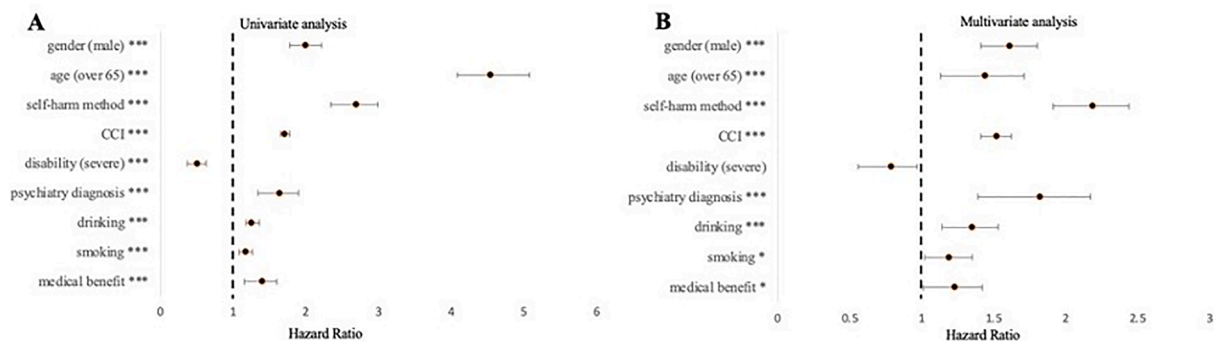 A
Univariate analysis
gender (male) ***
age (over 65) ***
self-harm method ***
CCI ***
disability (severe) ***
psychiatry diagnosis ***
drinking ***
smoking ***
medical benefit ***
0 1 2 3 4 5 6
Hazard Ratio
B
Multivariate analysis
gender (male) ***
age (over 65) ***
self-harm method ***
CCI ***
disability (severe)
psychiatry diagnosis ***
drinking ***
smoking *
medical benefit *
0 0.5 1 1.5 2 2.5 3
Hazard Ratio